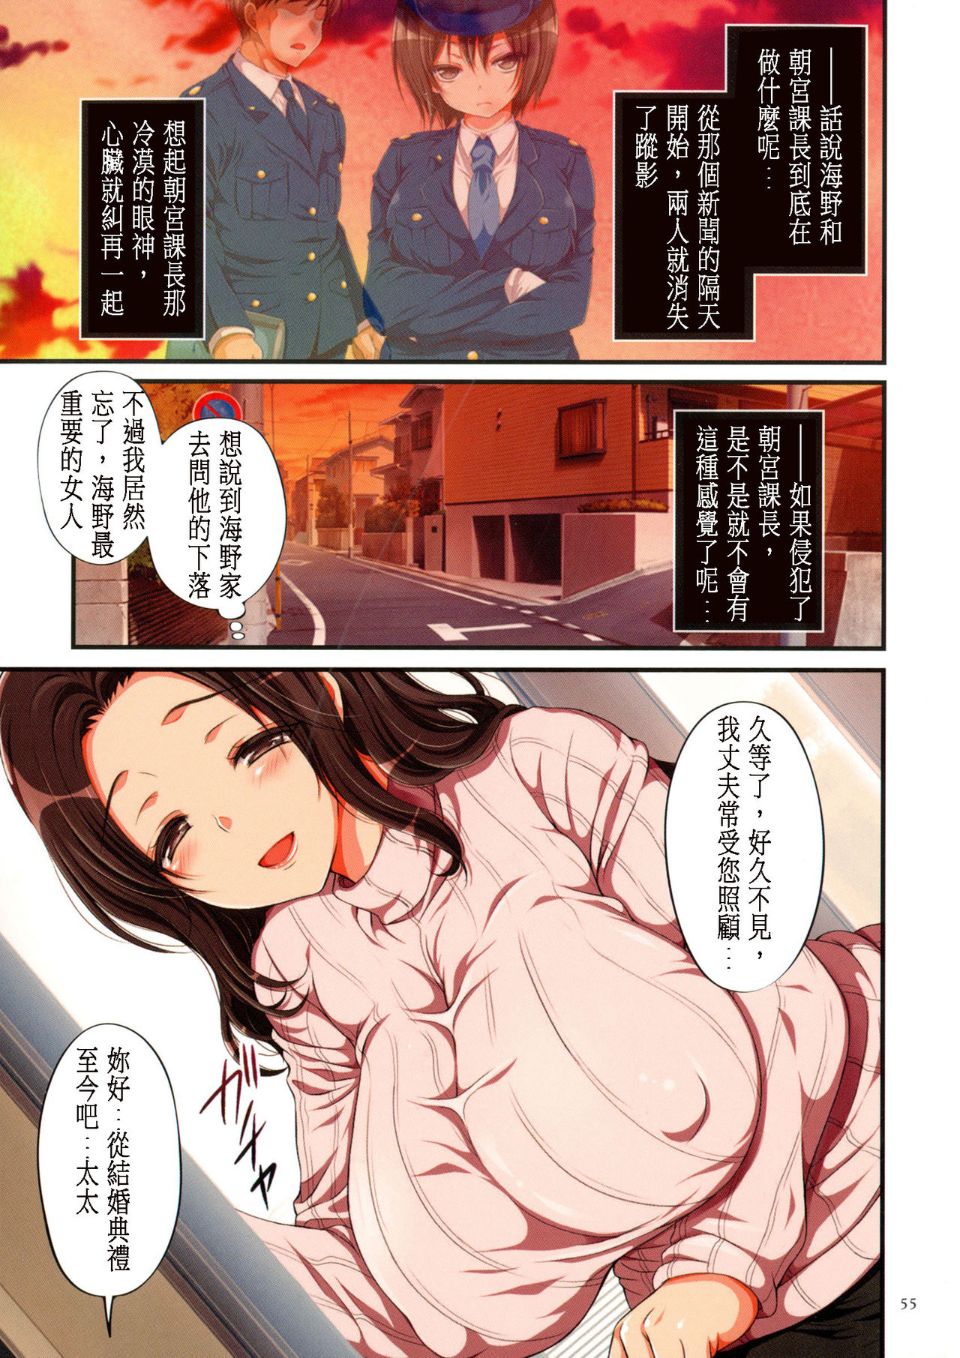 ——話說海野和
朝宮課長到底在
做什麼呢…
從那個新聞的隔天
開始，兩人就消失
了蹤影
想起朝宮課長那
冷漠的眼神，
心臟就糾再一起
——如果侵犯了
朝宮課長，
是不是就不會有
這種感覺了呢…
想說到海野家
去問他的下落
不過我居然
忘了，海野最
重要的女人
久等了，好久不見，
我丈夫常受您照顧…
ガチャ
妳好…從結婚典禮
至今吧…太太
55